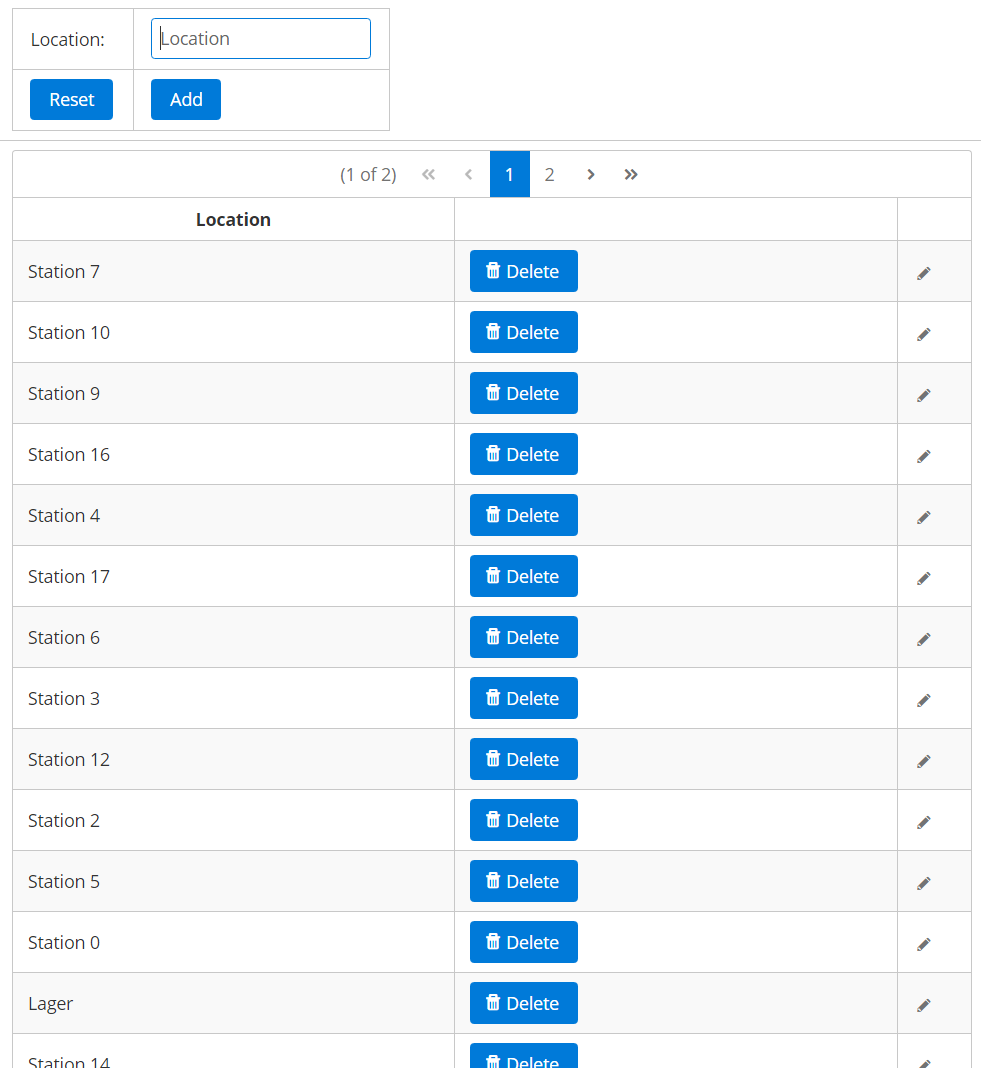 Location: Location
Reset Add
(1 of 2) 1 2
Location
Station 7 Delete
Station 10 Delete
Station 9 Delete
Station 16 Delete
Station 4 Delete
Station 17 Delete
Station 6 Delete
Station 3 Delete
Station 12 Delete
Station 2 Delete
Station 5 Delete
Station 0 Delete
Lager Delete
Station 14 Delete